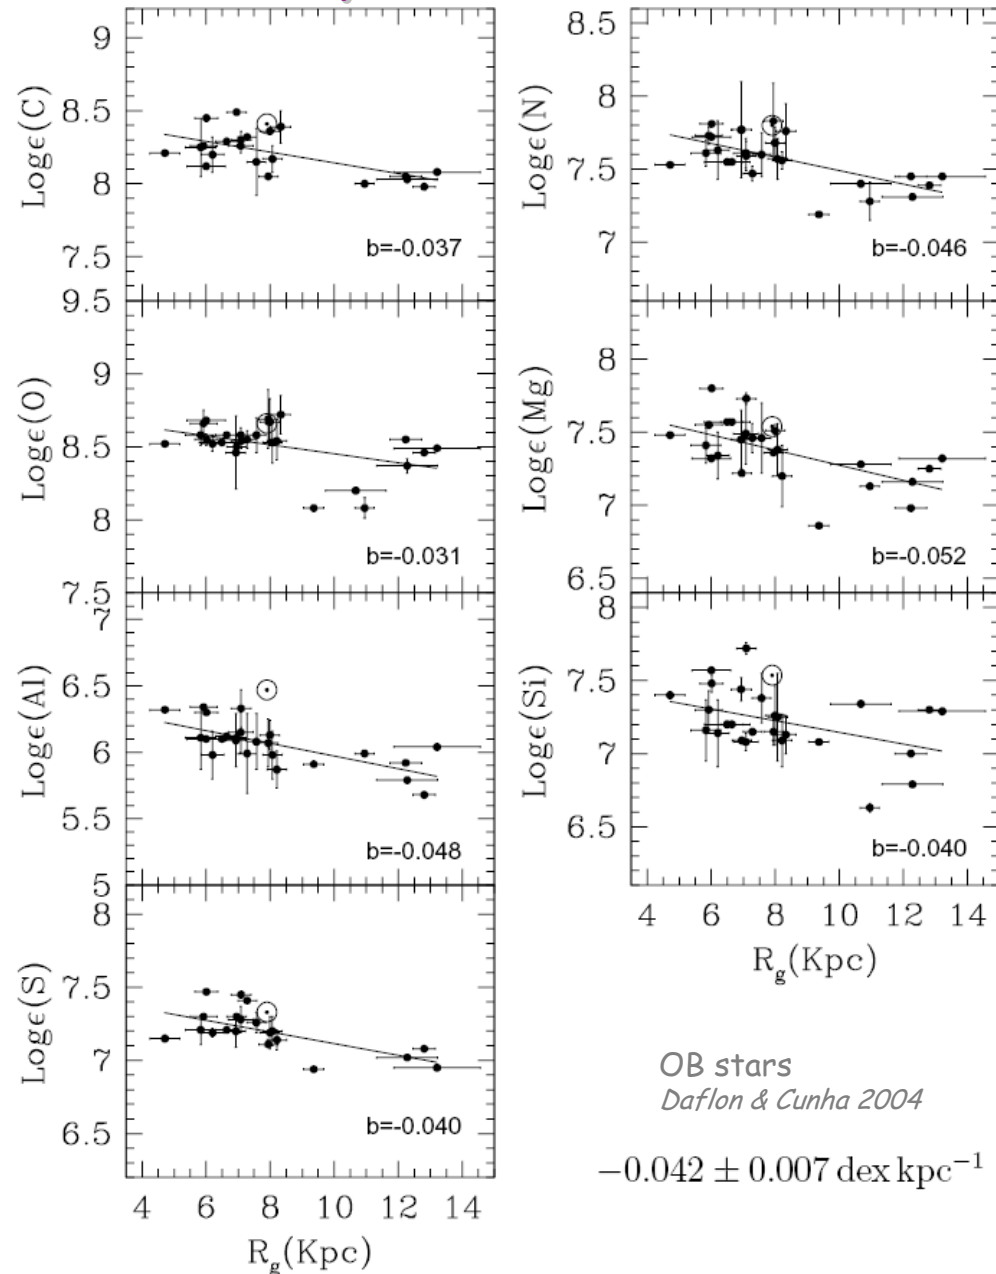 9
8.5
8
7.5
9.5
Logϵ(C)
b=-0.037
8
7.5
7
Logϵ(N)
b=-0.046
9
8.5
8
7.5
Logϵ(O)
b=-0.031
8
7.5
7
6.5
Logϵ(Mg)
b=-0.052
7
6.5
6
5.5
5
Logϵ(Al)
b=-0.048
8
7.5
7
6.5
Logϵ(Si)
b=-0.040
4 6 8 10 12 14
R_g(Kpc)
8
7.5
7
6.5
Logϵ(S)
b=-0.040
4 6 8 10 12 14
R_g(Kpc)
OB stars
Daflon & Cunha 2004
−0.042 ± 0.007 dex kpc⁻¹